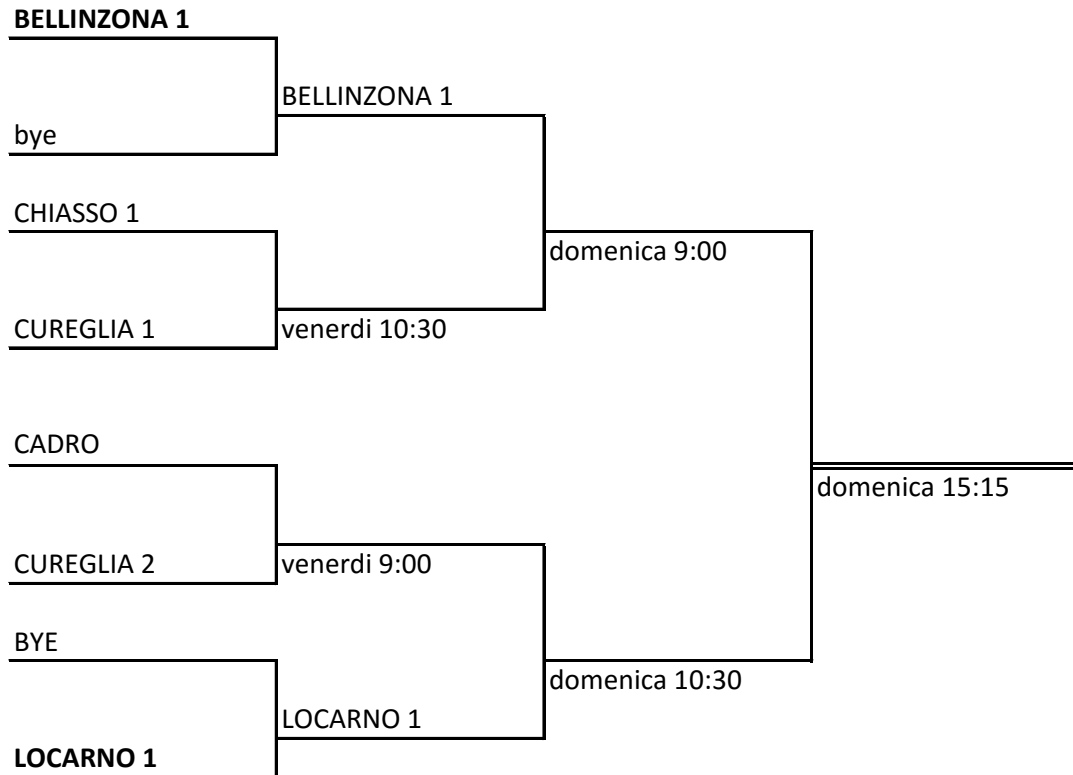 BELLINZONA 1
BELLINZONA 1
bye
CHIASSO 1
domenica 9:00
CUREGLIA 1
venerdi 10:30
CADRO
domenica 15:15
CUREGLIA 2
venerdi 9:00
BYE
domenica 10:30
LOCARNO 1
LOCARNO 1